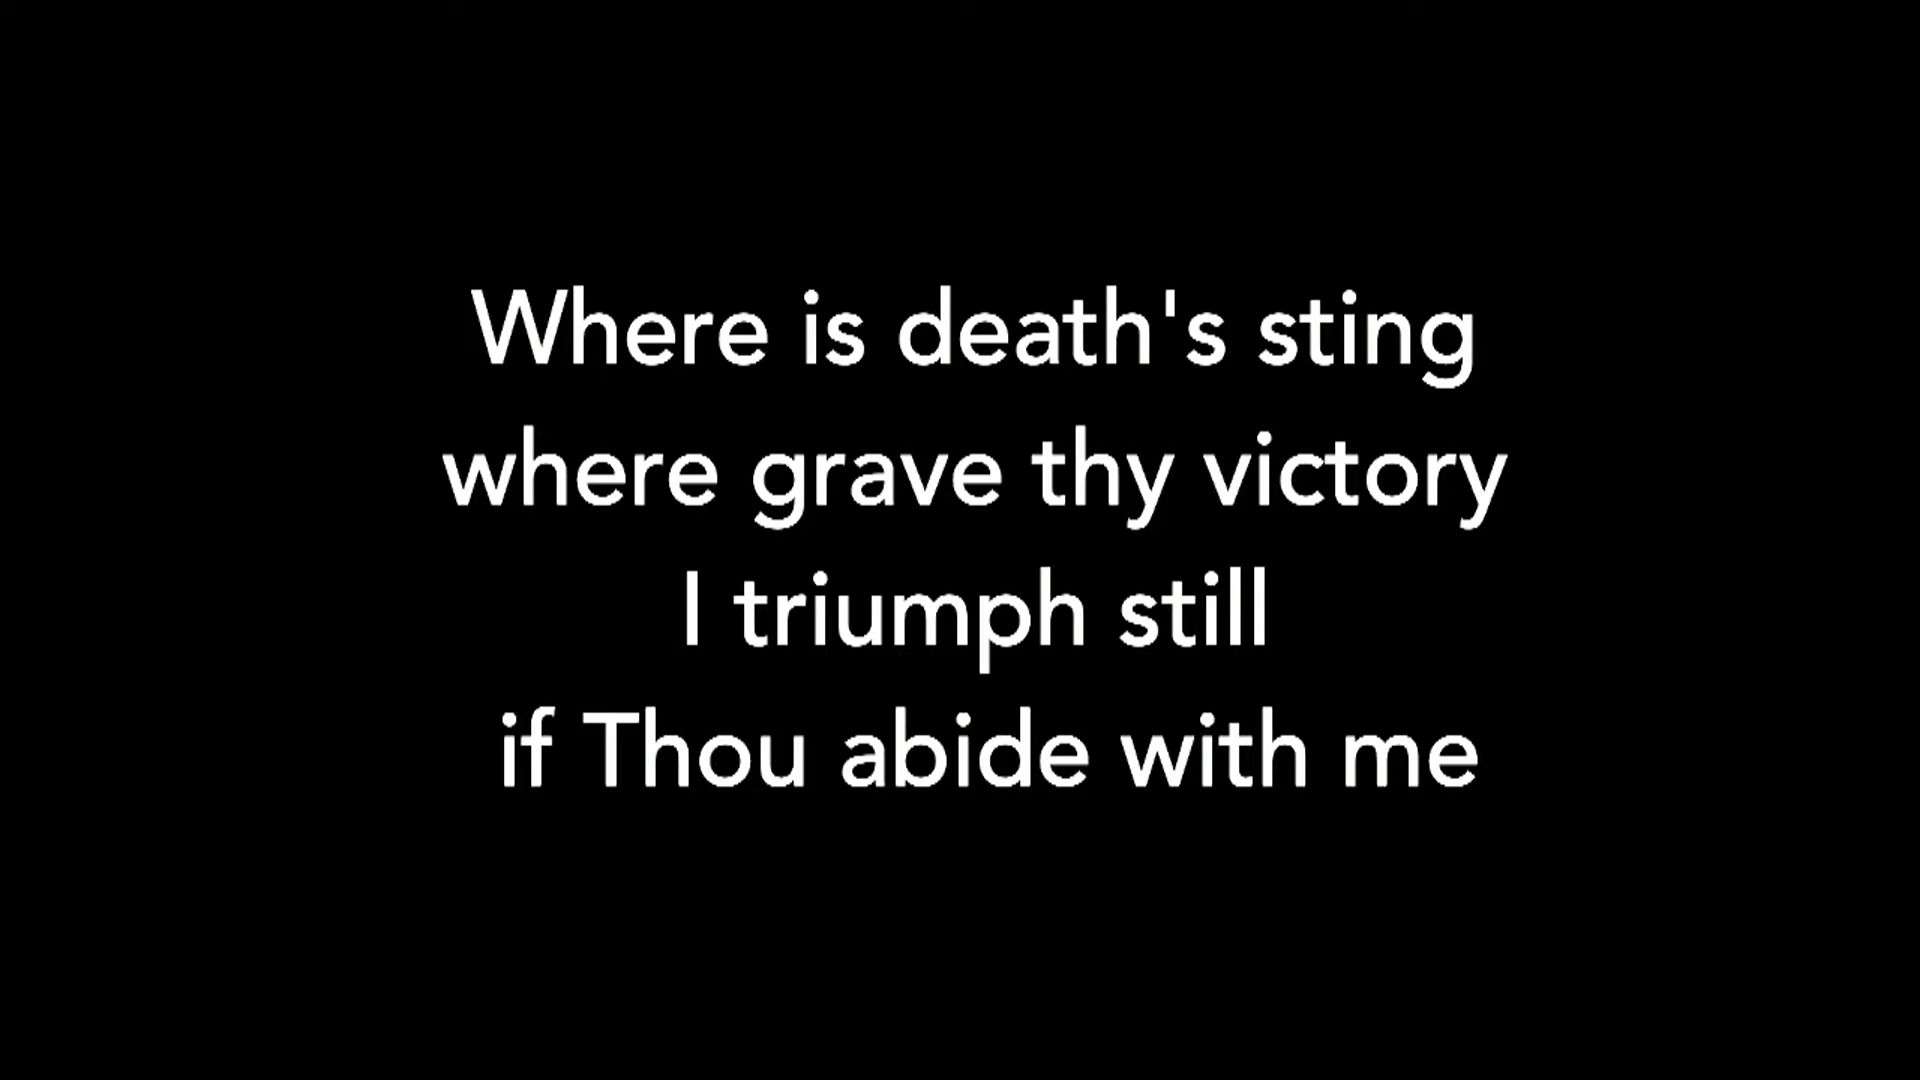 Where is death's sting
where grave thy victory
I triumph still
if Thou abide with me